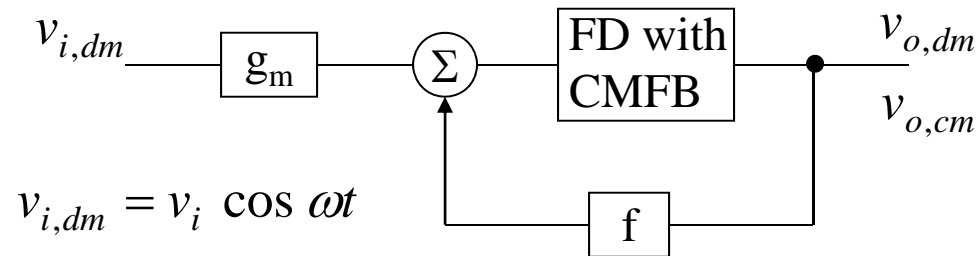 v_{i,dm}
g_m
Σ
FD with
CMFB
v_{o,dm}
v_{o,cm}
v_{i,dm} = v_i cos ωt
f